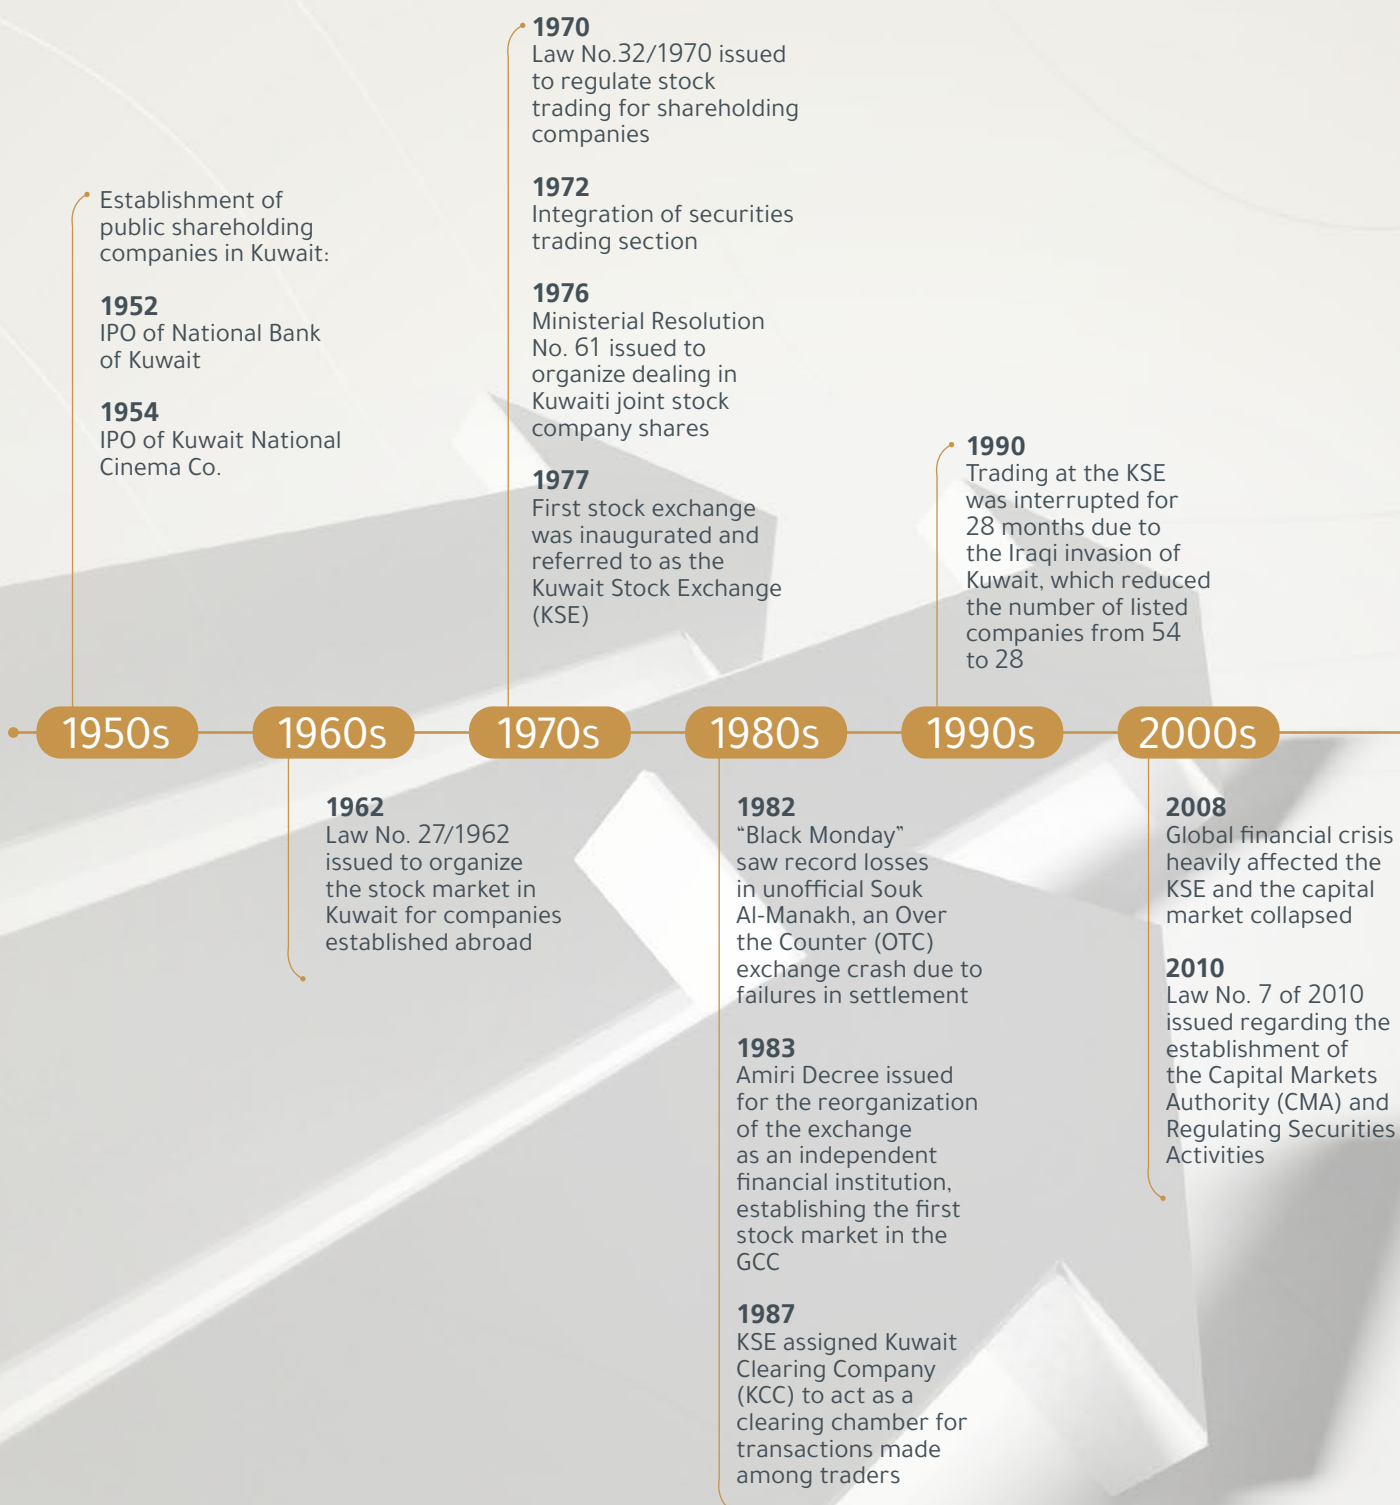 Establishment of
public shareholding
companies in Kuwait:
1952
IPO of National Bank
of Kuwait
1954
IPO of Kuwait National
Cinema Co.
1970
Law No.32/1970 issued
to regulate stock
trading for shareholding
companies
1972
Integration of securities
trading section
1976
Ministerial Resolution
No. 61 issued to
organize dealing in
Kuwaiti joint stock
company shares
1977
First stock exchange
was inaugurated and
referred to as the
Kuwait Stock Exchange
(KSE)
1990
Trading at the KSE
was interrupted for
28 months due to
the Iraqi invasion of
Kuwait, which reduced
the number of listed
companies from 54
to 28
1950s
1960s
1970s
1980s
1990s
2000s
1962
Law No. 27/1962
issued to organize
the stock market in
Kuwait for companies
established abroad
1982
“Black Monday”
saw record losses
in unofficial Souk
Al-Manakh, an Over
the Counter (OTC)
exchange crash due to
failures in settlement
1983
Amiri Decree issued
for the reorganization
of the exchange
as an independent
financial institution,
establishing the first
stock market in the
GCC
1987
KSE assigned Kuwait
Clearing Company
(KCC) to act as a
clearing chamber for
transactions made
among traders
2008
Global financial crisis
heavily affected the
KSE and the capital
market collapsed
2010
Law No. 7 of 2010
issued regarding the
establishment of
the Capital Markets
Authority (CMA) and
Regulating Securities
Activities